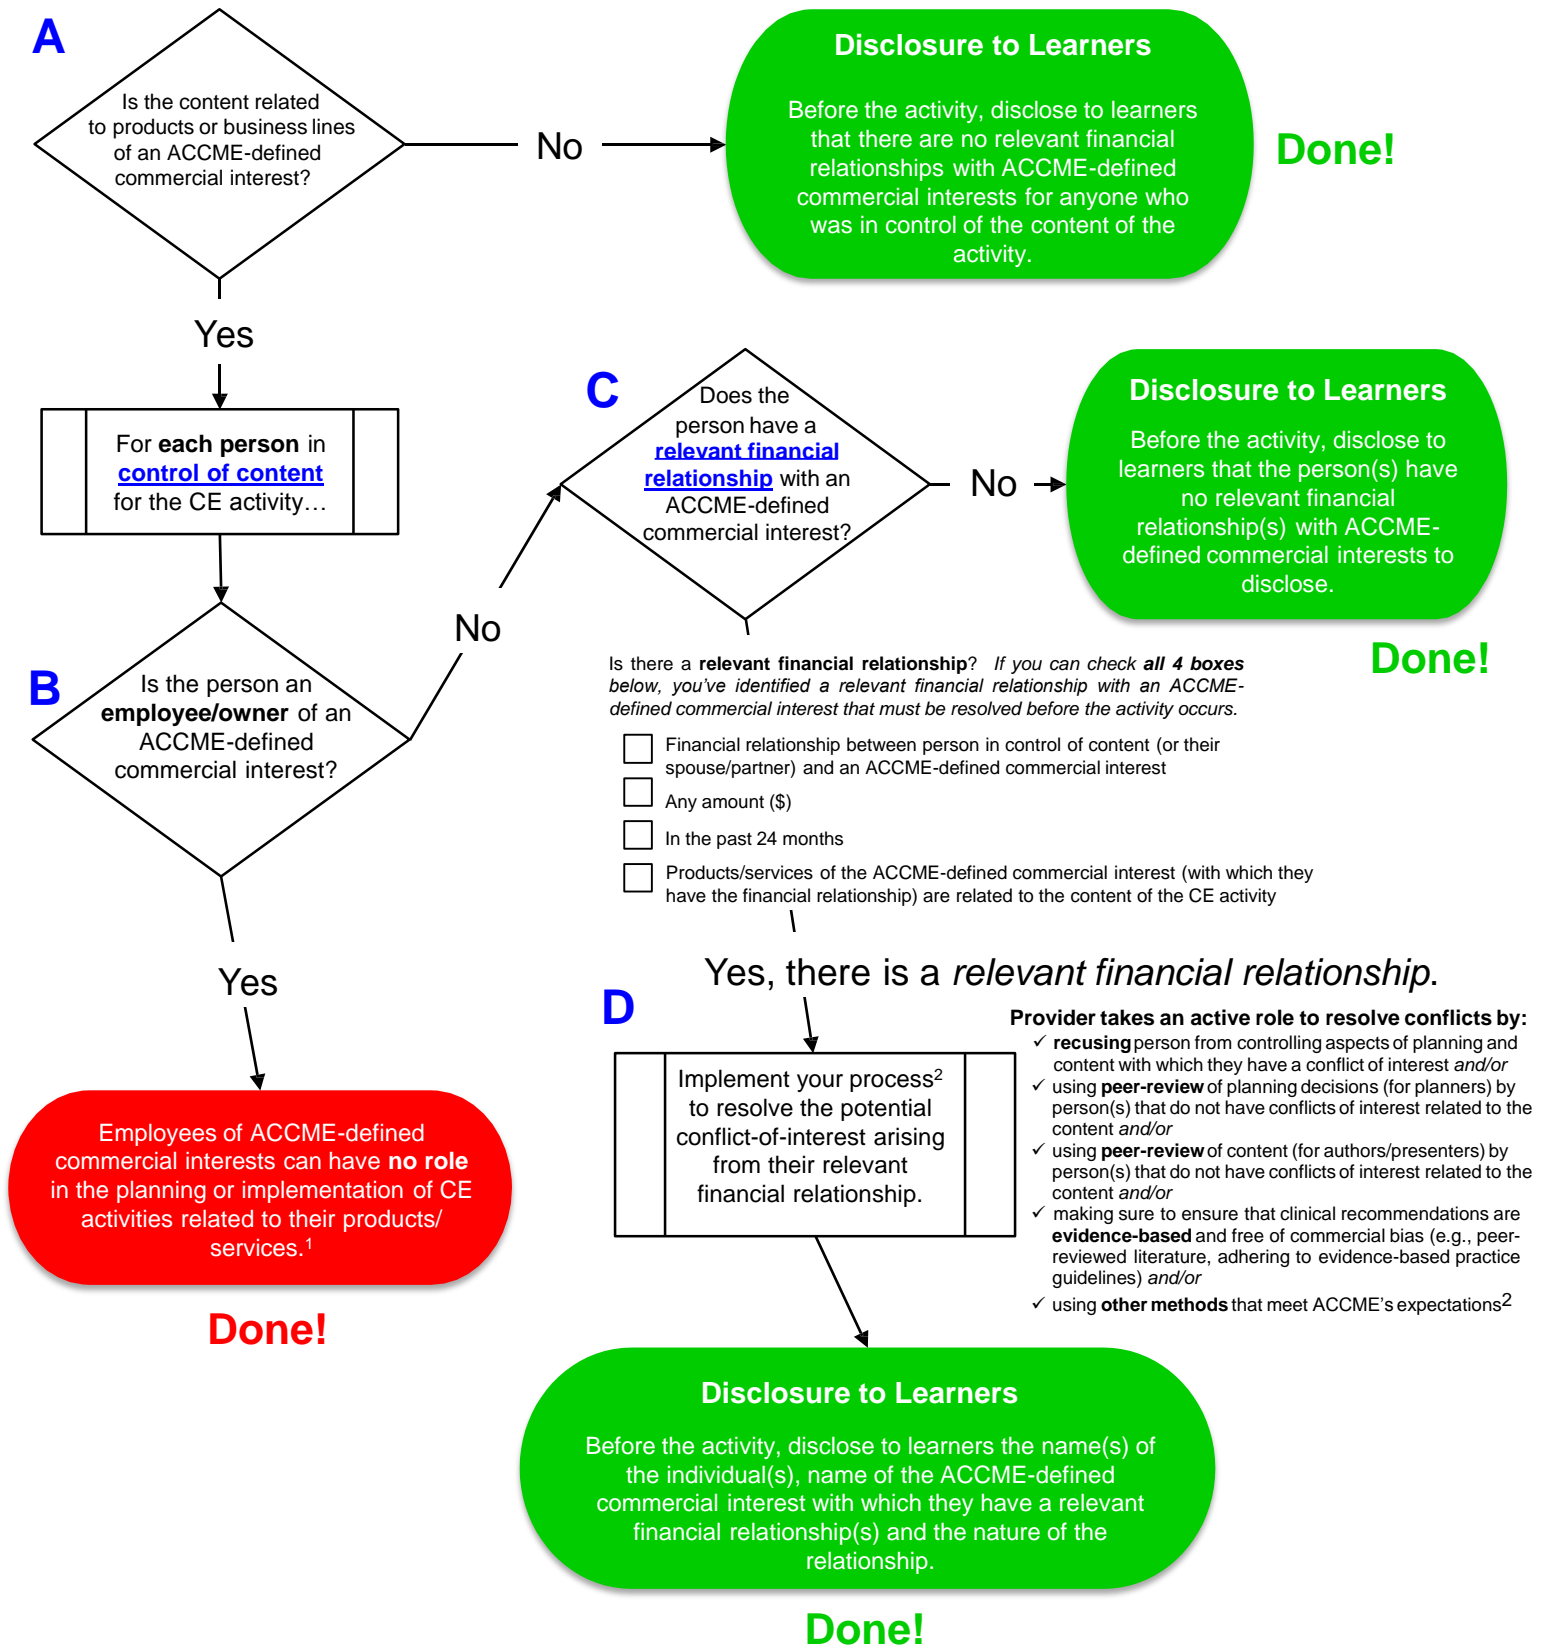 A
Is the content related
to products or business lines
of an ACCME-defined
commercial interest?
No
Disclosure to Learners
Before the activity, disclose to learners
that there are no relevant financial
relationships with ACCME-defined
commercial interests for anyone who
was in control of the content of the
activity.
Done!
Yes
For each person in
control of content
for the CE activity…
B
Is the person an
employee/owner of an
ACCME-defined
commercial interest?
No
C
Does the
person have a
relevant financial
relationship with an
ACCME-defined
commercial interest?
No
Disclosure to Learners
Before the activity, disclose to
learners that the person(s) have
no relevant financial
relationship(s) with ACCME-
defined commercial interests to
disclose.
Done!
Is there a relevant financial relationship? If you can check all 4 boxes
below, you've identified a relevant financial relationship with an ACCME-
defined commercial interest that must be resolved before the activity occurs.
Financial relationship between person in control of content (or their
spouse/partner) and an ACCME-defined commercial interest
Any amount ($)
In the past 24 months
Products/services of the ACCME-defined commercial interest (with which they
have the financial relationship) are related to the content of the CE activity
Yes
Employees of ACCME-defined
commercial interests can have no role
in the planning or implementation of CE
activities related to their products/
services.1
Done!
Yes, there is a relevant financial relationship.
D
Implement your process2
to resolve the potential
conflict-of-interest arising
from their relevant
financial relationship.
Provider takes an active role to resolve conflicts by:
✓ recusing person from controlling aspects of planning and
content with which they have a conflict of interest and/or
✓ using peer-review of planning decisions (for planners) by
person(s) that do not have conflicts of interest related to the
content and/or
✓ using peer-review of content (for authors/presenters) by
person(s) that do not have conflicts of interest related to the
content and/or
✓ making sure to ensure that clinical recommendations are
evidence-based and free of commercial bias (e.g., peer-
reviewed literature, adhering to evidence-based practice
guidelines) and/or
✓ using other methods that meet ACCME's expectations2
Disclosure to Learners
Before the activity, disclose to learners the name(s) of
the individual(s), name of the ACCME-defined
commercial interest with which they have a relevant
financial relationship(s) and the nature of the
relationship.
Done!